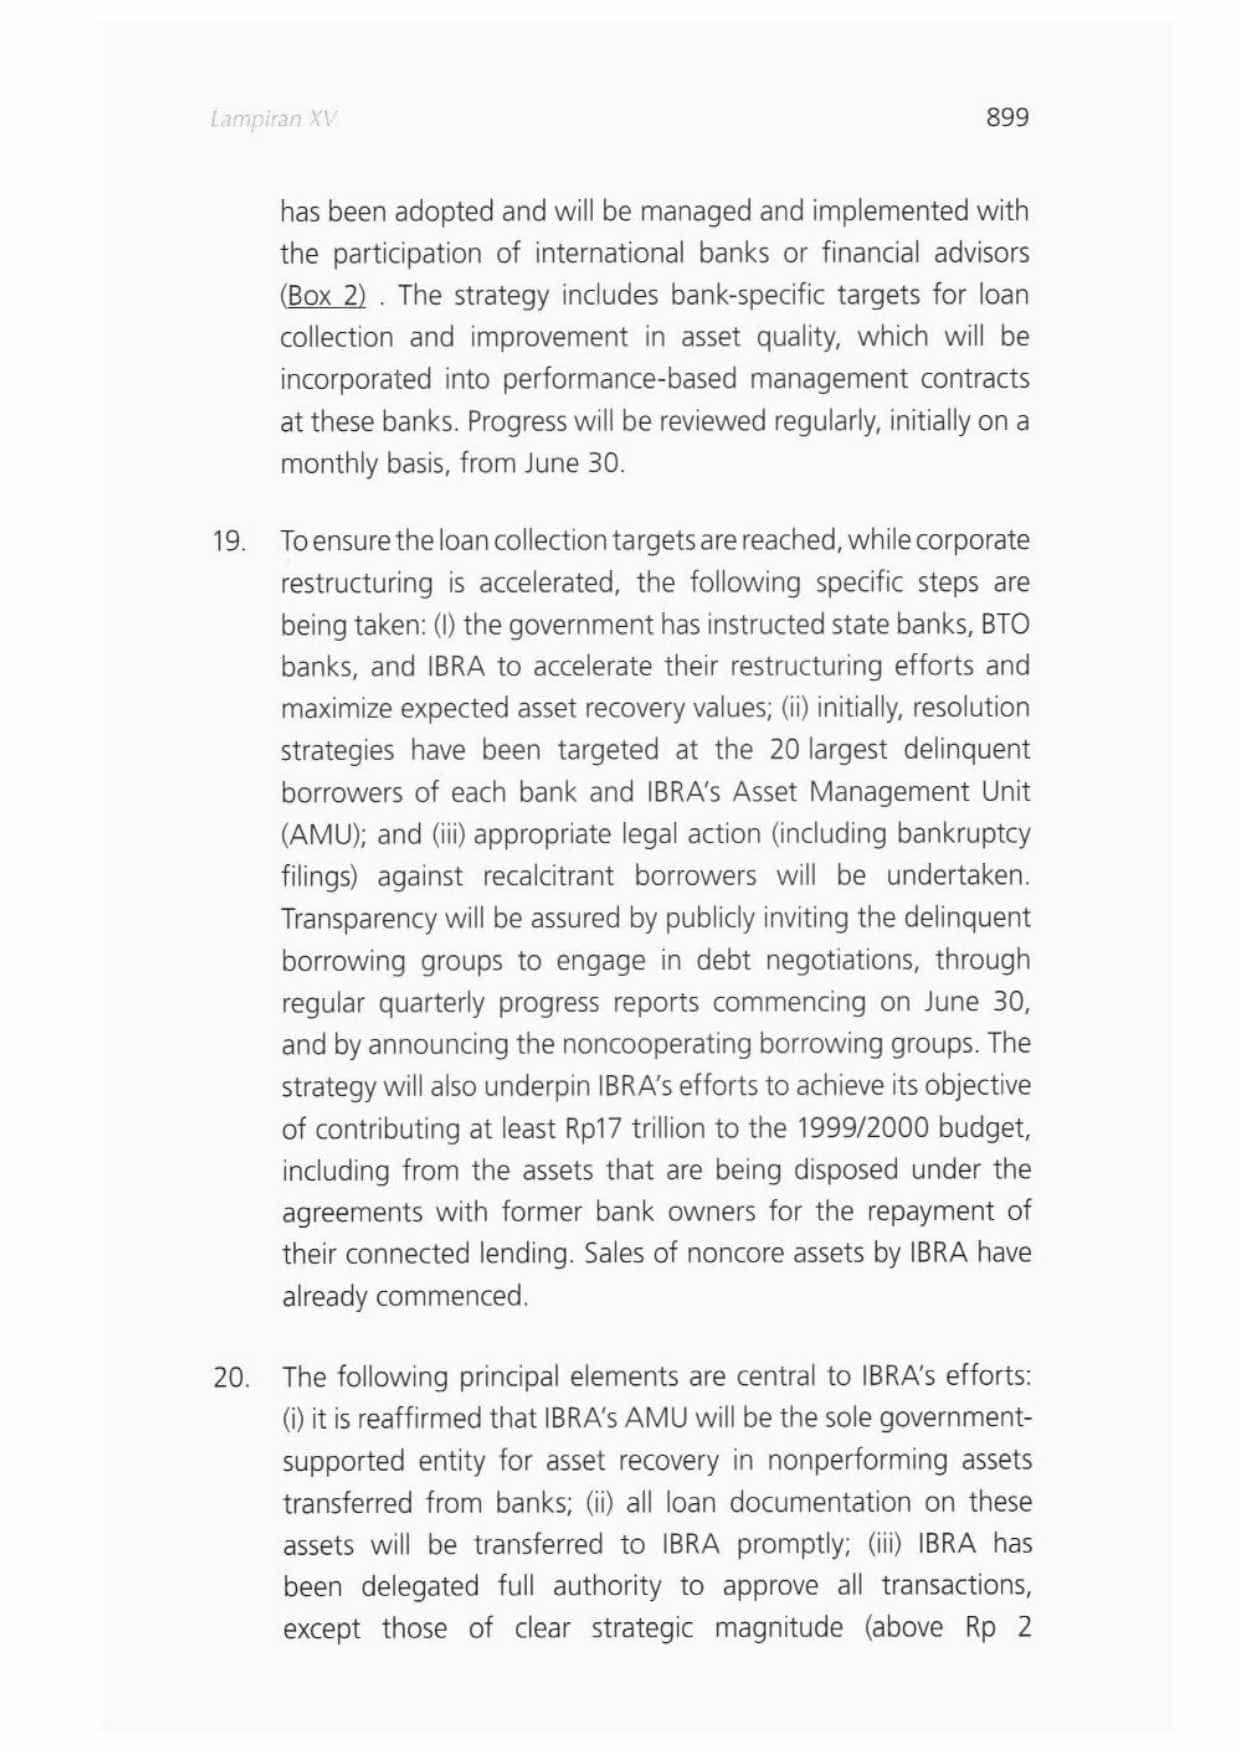 Lampiran XV
899
has been adopted and will be managed and implemented with
the participation of international banks or financial advisors
(Box 2) . The strategy includes bank-specific targets for loan
collection and improvement in asset quality, which will be
incorporated into performance-based management contracts
at these banks. Progress will be reviewed regularly, initially on a
monthly basis, from June 30.
19. To ensure the loan collection targets are reached, while corporate
restructuring is accelerated, the following specific steps are
being taken: (I) the government has instructed state banks, BTO
banks, and IBRA to accelerate their restructuring efforts and
maximize expected asset recovery values; (ii) initially, resolution
strategies have been targeted at the 20 largest delinquent
borrowers of each bank and IBRA's Asset Management Unit
(AMU); and (iii) appropriate legal action (including bankruptcy
filings) against recalcitrant borrowers will be undertaken.
Transparency will be assured by publicly inviting the delinquent
borrowing groups to engage in debt negotiations, through
regular quarterly progress reports commencing on June 30,
and by announcing the noncooperating borrowing groups. The
strategy will also underpin IBRA's efforts to achieve its objective
of contributing at least Rp17 trillion to the 1999/2000 budget,
including from the assets that are being disposed under the
agreements with former bank owners for the repayment of
their connected lending. Sales of noncore assets by IBRA have
already commenced.
20. The following principal elements are central to IBRA's efforts:
(i) it is reaffirmed that IBRA's AMU will be the sole government-
supported entity for asset recovery in nonperforming assets
transferred from banks; (ii) all loan documentation on these
assets will be transferred to IBRA promptly; (iii) IBRA has
been delegated full authority to approve all transactions,
except those of clear strategic magnitude (above Rp 2